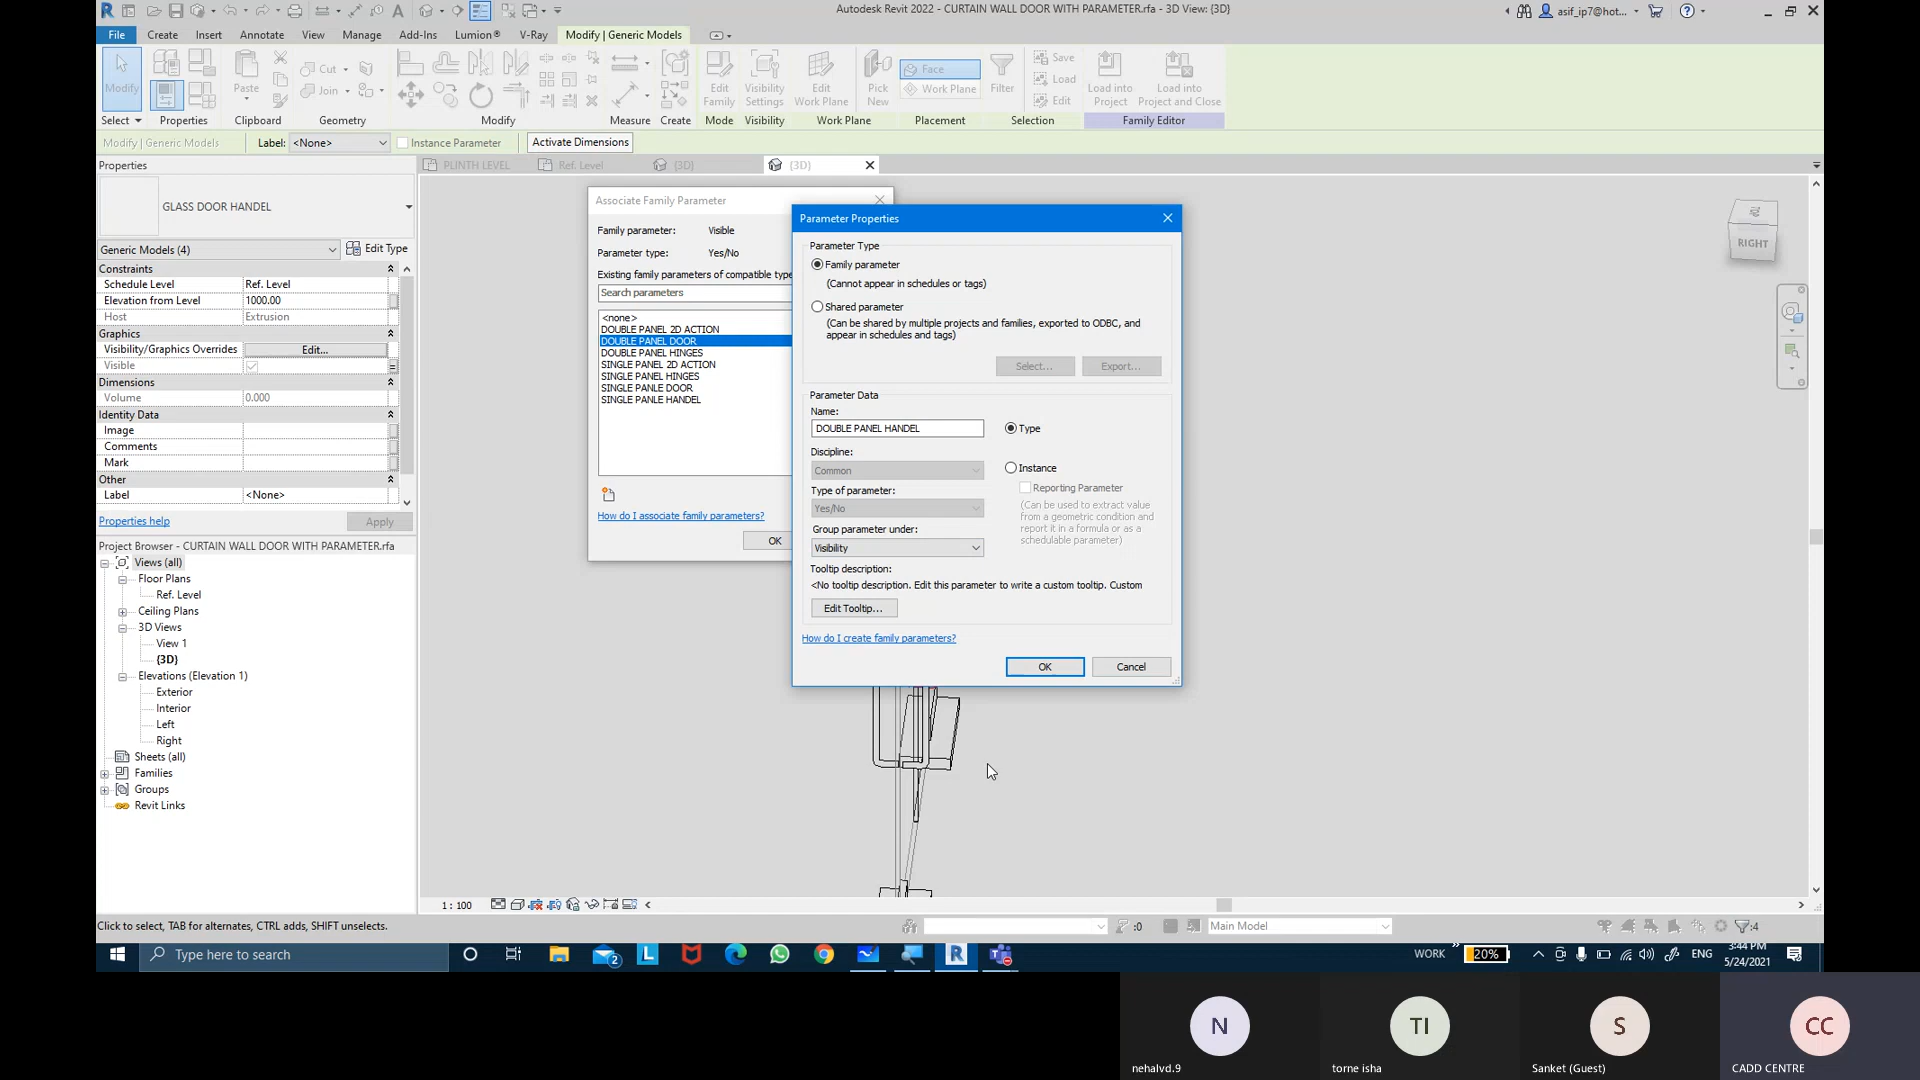 Autodesk Revit 2022 - CURTAIN WALL DOOR WITH PARAMETER.rfa - 3D View: {3D}
asif_ip7@hot...
File Create Insert Annotate View Manage Add-Ins Lumion® V-Ray Modify | Generic Models
Modify
Paste
Cut
Join
Edit Family
Visibility Settings
Edit Work Plane
Pick New
Face
Work Plane
Filter
Save
Load
Edit
Load into Project
Load into Project and Close
Select Properties Clipboard Geometry Modify Measure Create Mode Visibility Work Plane Placement Selection Family Editor
Modify | Generic Models Label: <None> Instance Parameter Activate Dimensions
Properties
PLINTH LEVEL Ref. Level {3D} {3D}
GLASS DOOR HANDEL
Generic Models (4) Edit Type
Constraints
Schedule Level Ref. Level
Elevation from Level 1000.00
Host Extrusion
Graphics
Visibility/Graphics Overrides Edit...
Visible
Dimensions
Volume 0.000
Identity Data
Image
Comments
Mark
Other
Label <None>
Properties help Apply
Project Browser - CURTAIN WALL DOOR WITH PARAMETER.rfa
Views (all)
Floor Plans
Ref. Level
Ceiling Plans
3D Views
View 1
{3D}
Elevations (Elevation 1)
Exterior
Interior
Left
Right
Sheets (all)
Families
Groups
Revit Links
Associate Family Parameter
Family parameter: Visible
Parameter type: Yes/No
Existing family parameters of compatible type
Search parameters
<none>
DOUBLE PANEL 2D ACTION
DOUBLE PANEL DOOR
DOUBLE PANEL HINGES
SINGLE PANEL 2D ACTION
SINGLE PANEL HINGES
SINGLE PANLE DOOR
SINGLE PANLE HANDEL
How do I associate family parameters?
OK
Parameter Properties
Parameter Type
Family parameter
(Cannot appear in schedules or tags)
Shared parameter
(Can be shared by multiple projects and families, exported to ODBC, and
appear in schedules and tags)
Select... Export...
Parameter Data
Name:
DOUBLE PANEL HANDEL Type
Discipline:
Common Instance
Reporting Parameter
Type of parameter:
Yes/No
(Can be used to extract value
from a geometric condition and
report it in a formula or as a
schedulable parameter)
Group parameter under:
Visibility
Tooltip description:
<No tooltip description. Edit this parameter to write a custom tooltip. Custom
Edit Tooltip...
How do I create family parameters?
OK Cancel
RIGHT
1 : 100
Click to select, TAB for alternates, CTRL adds, SHIFT unselects.
:0 Main Model :4
Type here to search
2
WORK 20% ENG 3:44 PM
5/24/2021
N TI S CC
nehalvd.9 torne isha Sanket (Guest) CADD CENTRE